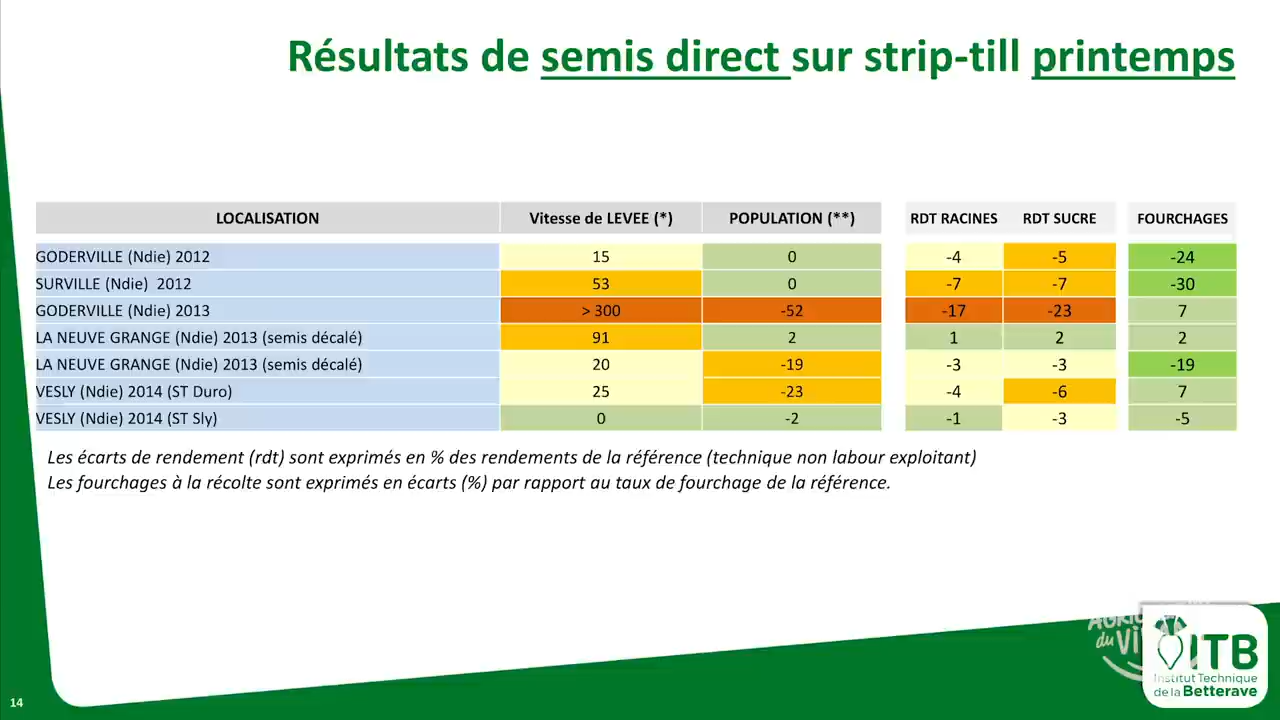 Résultats de semis direct sur strip-till printemps
LOCALISATION Vitesse de LEVEE (*) POPULATION (**) RDT RACINES RDT SUCRE FOURCHAGES
GODERVILLE (Ndie) 2012 15 0 -4 -5 -24
SURVILLE (Ndie) 2012 53 0 -7 -7 -30
GODERVILLE (Ndie) 2013 > 300 -52 -17 -23 7
LA NEUVE GRANGE (Ndie) 2013 (semis décalé) 91 2 1 2 2
LA NEUVE GRANGE (Ndie) 2013 (semis décalé) 20 -19 -3 -3 -19
VESLY (Ndie) 2014 (ST Duro) 25 -23 -4 -6 7
VESLY (Ndie) 2014 (ST Sly) 0 -2 -1 -3 -5
Les écarts de rendement (rdt) sont exprimés en % des rendements de la référence (technique non labour exploitant)
Les fourchages à la récolte sont exprimés en écarts (%) par rapport au taux de fourchage de la référence.
du
ITB
Institut Technique
de la Betterave
14